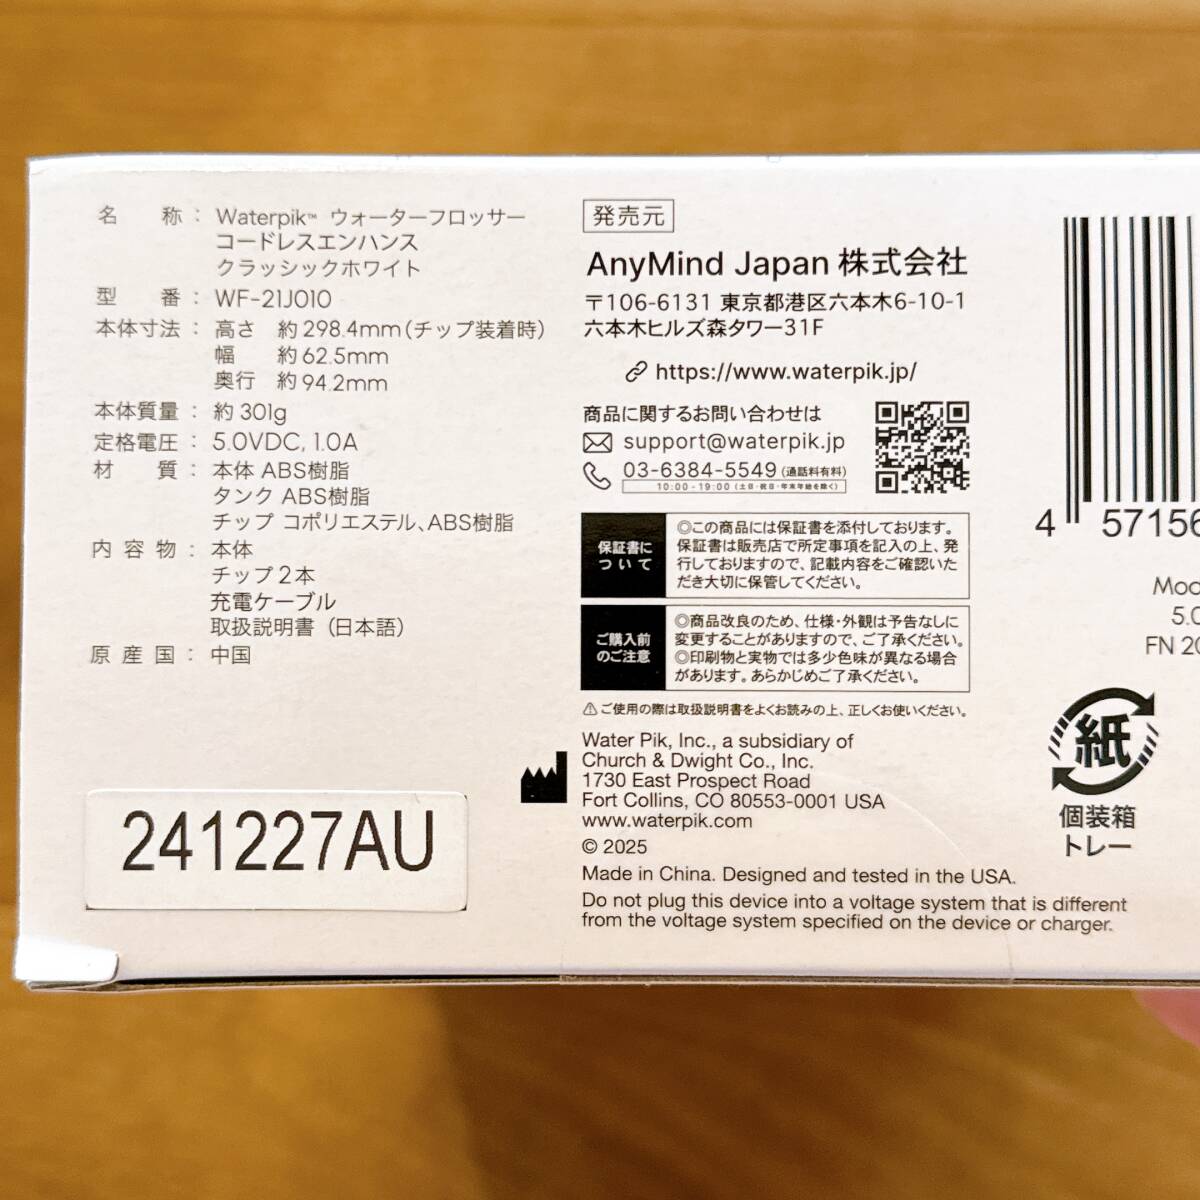 名称：Waterpik™ ウォーターフロッサー
コードレスエンハンス
クラッシックホワイト
型番：WF-21J010
本体寸法：高さ 約298.4mm（チップ装着時）
幅 約62.5mm
奥行 約94.2mm
本体質量：約301g
定格電圧：5.0VDC, 1.0A
材質：本体 ABS樹脂
タンク ABS樹脂
チップ コポリエステル、ABS樹脂
内容物：本体
チップ2本
充電ケーブル
取扱説明書（日本語）
原産国：中国
241227AU
発売元
AnyMind Japan 株式会社
〒106-6131 東京都港区六本木6-10-1
六本木ヒルズ森タワー31F
https://www.waterpik.jp/
商品に関するお問い合わせは
support@waterpik.jp
03-6384-5549（通話料有料）
10:00-19:00（土日・祝日・年末年始を除く）
保証書に
ついて
◎この商品には保証書を添付しております。
保証書は販売店で所定事項を記入の上、発
行しておりますので、記載内容をご確認いた
だき大切に保管してください。
ご購入前
のご注意
◎商品改良のため、仕様・外観は予告なしに
変更することがありますので、ご了承ください。
◎印刷物と実物では多少色味が異なる場合
があります。あらかじめご了承ください。
⚠ご使用の際は取扱説明書をよくお読みの上、正しくお使いください。
Water Pik, Inc., a subsidiary of
Church & Dwight Co., Inc.
1730 East Prospect Road
Fort Collins, CO 80553-0001 USA
www.waterpik.com
© 2025
Made in China. Designed and tested in the USA.
Do not plug this device into a voltage system that is different
from the voltage system specified on the device or charger.
4 57156
5.0
FN 20
紙
個装箱
トレー